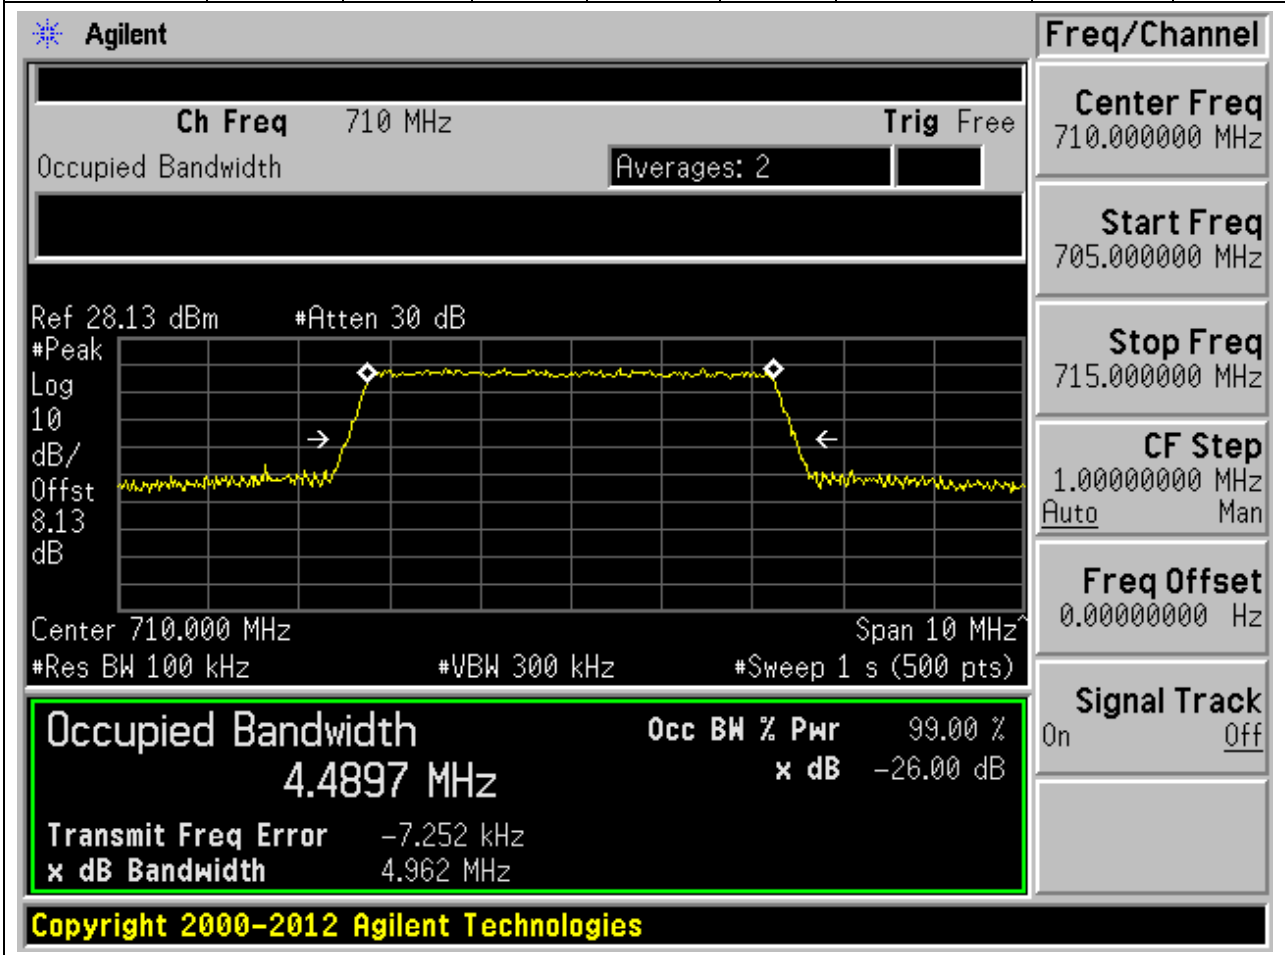 Agilent
Freq/Channel
Ch Freq 710 MHz Trig Free
Occupied Bandwidth Averages: 2
Center Freq
710.000000 MHz
Start Freq
705.000000 MHz
Stop Freq
715.000000 MHz
CF Step
1.00000000 MHz
Auto Man
Freq Offset
0.00000000 Hz
Signal Track
On Off
Ref 28.13 dBm #Atten 30 dB
#Peak
Log
10
dB/
Offst
8.13
dB
Center 710.000 MHz Span 10 MHz^
#Res BW 100 kHz #VBW 300 kHz #Sweep 1 s (500 pts)
Occupied Bandwidth Occ BW % Pwr 99.00 %
4.4897 MHz x dB -26.00 dB
Transmit Freq Error -7.252 kHz
x dB Bandwidth 4.962 MHz
Copyright 2000-2012 Agilent Technologies